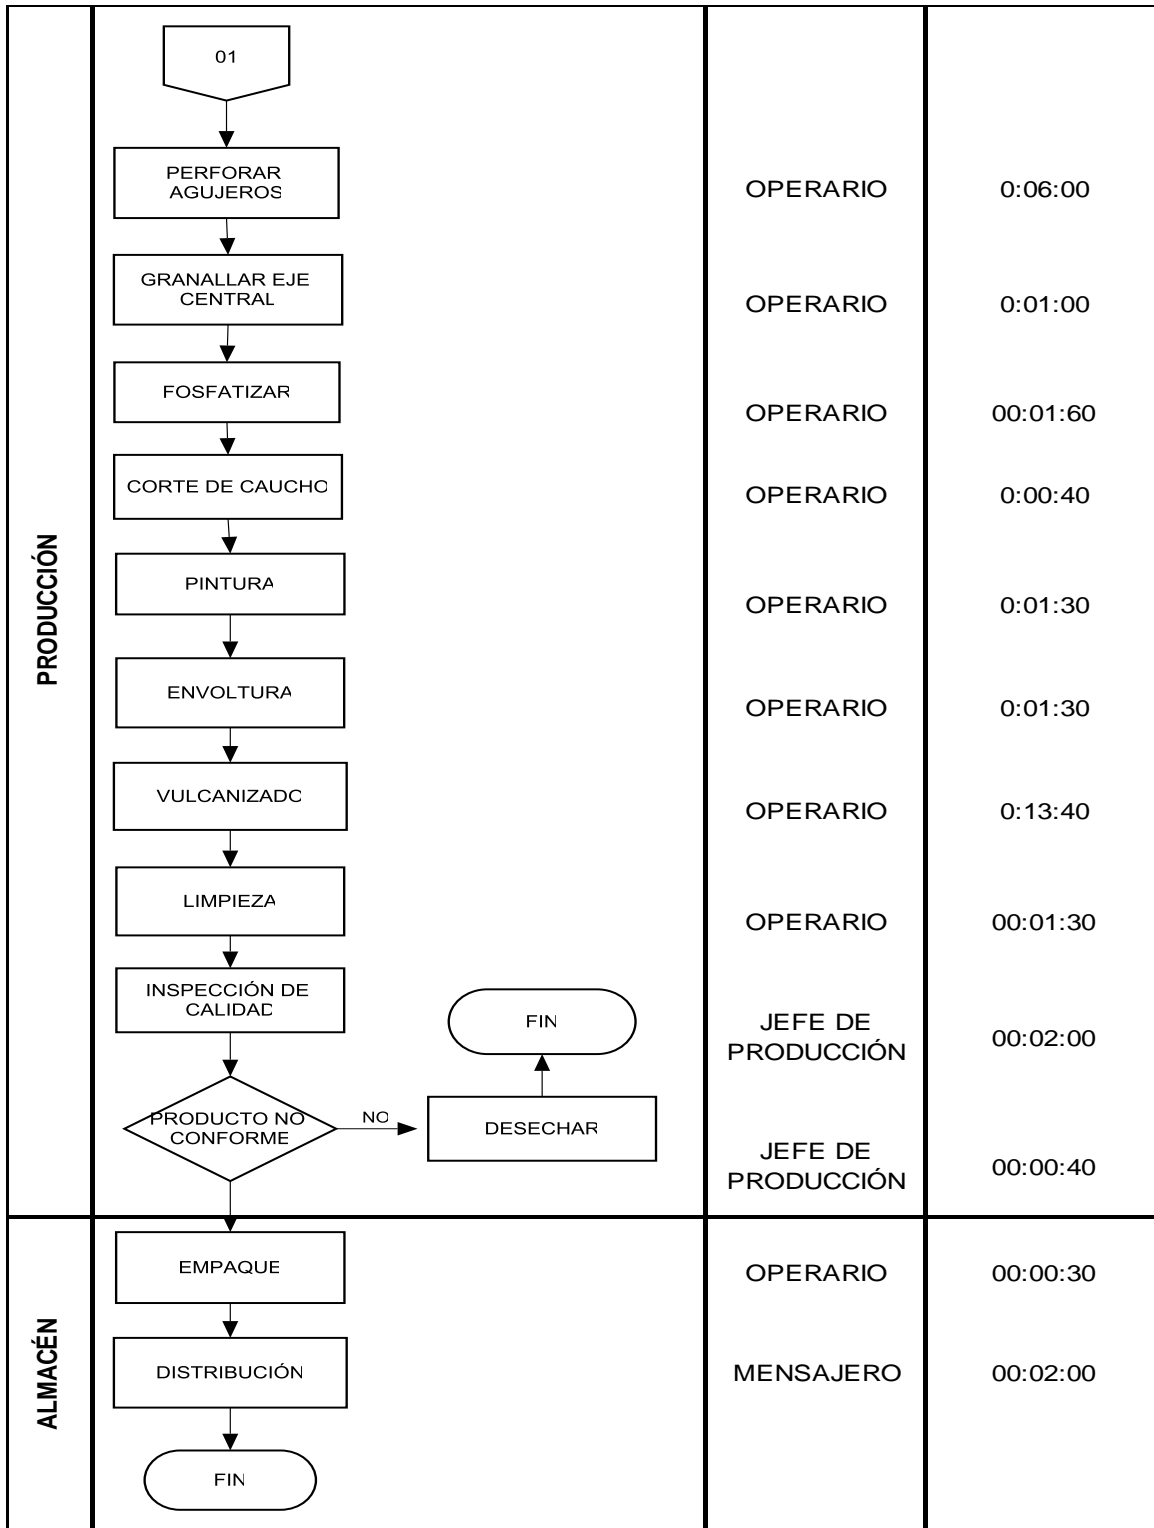 01
PERFORAR
AGUJEROS
OPERARIO
0:06:00
GRANALLAR EJE
CENTRAL
OPERARIO
0:01:00
FOSFATIZAR
OPERARIO
00:01:60
CORTE DE CAUCHO
OPERARIO
0:00:40
PINTURA
OPERARIO
0:01:30
PRODUCCIÓN
ENVOLTURA
OPERARIO
0:01:30
VULCANIZADO
OPERARIO
0:13:40
LIMPIEZA
OPERARIO
00:01:30
INSPECCIÓN DE
CALIDAD
FIN
JEFE DE
PRODUCCIÓN
00:02:00
PRODUCTO NO
CONFORME
NO
DESECHAR
JEFE DE
PRODUCCIÓN
00:00:40
EMPAQUE
OPERARIO
00:00:30
ALMACÉN
DISTRIBUCIÓN
MENSAJERO
00:02:00
FIN